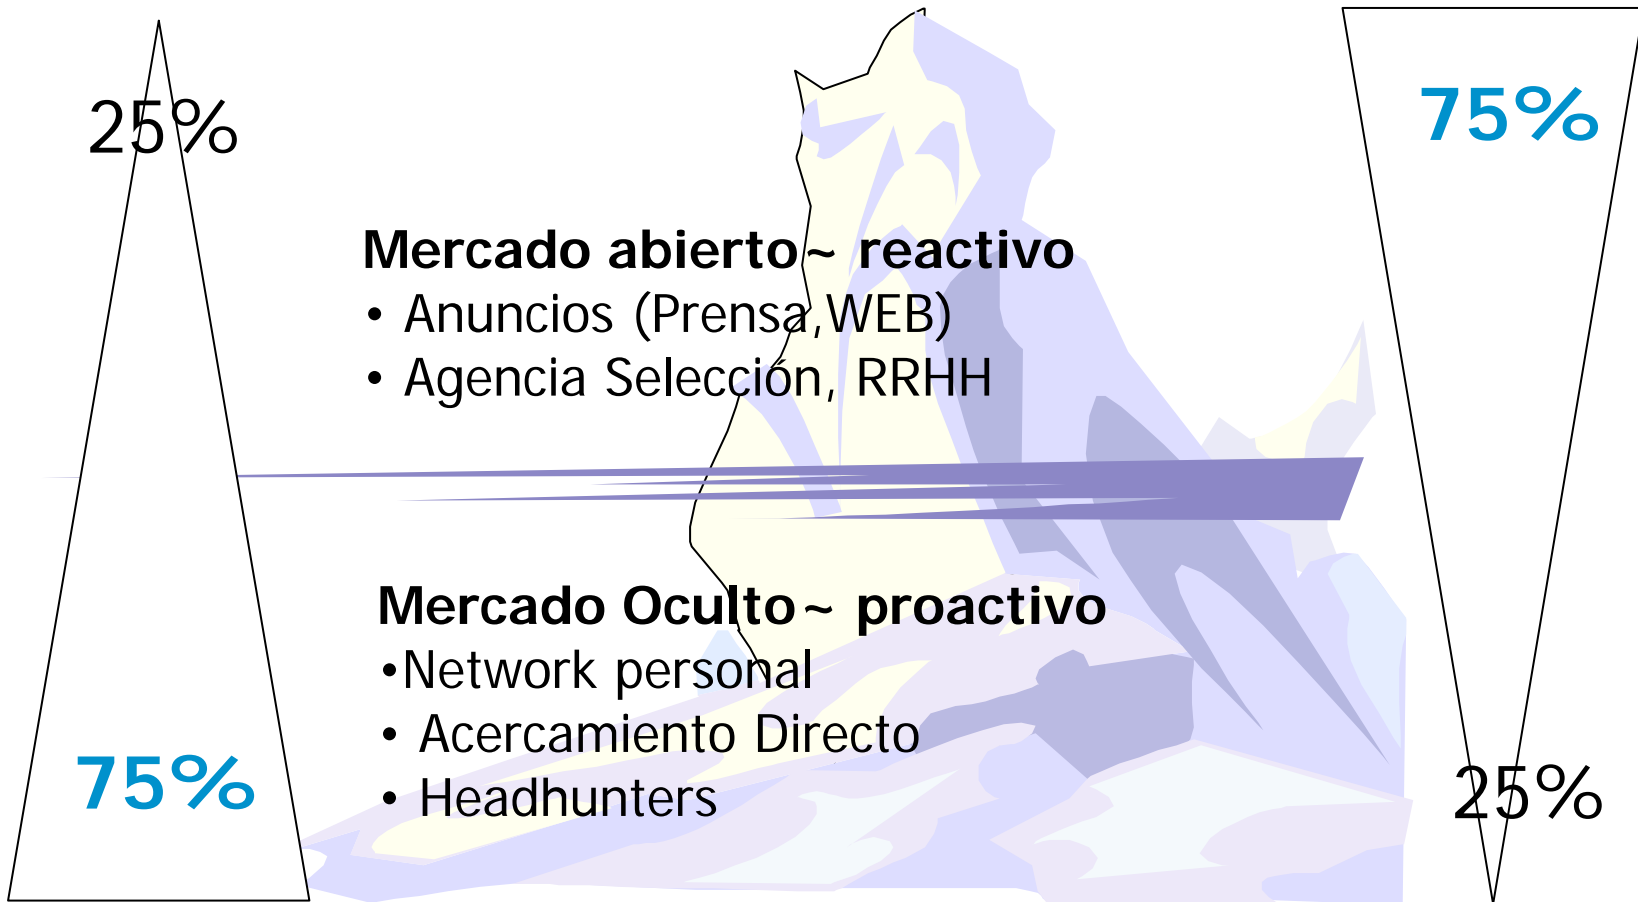 25%
75%
Mercado abierto ~ reactivo
• Anuncios (Prensa,WEB)
• Agencia Selección, RRHH
Mercado Oculto ~ proactivo
•Network personal
• Acercamiento Directo
• Headhunters
75%
25%